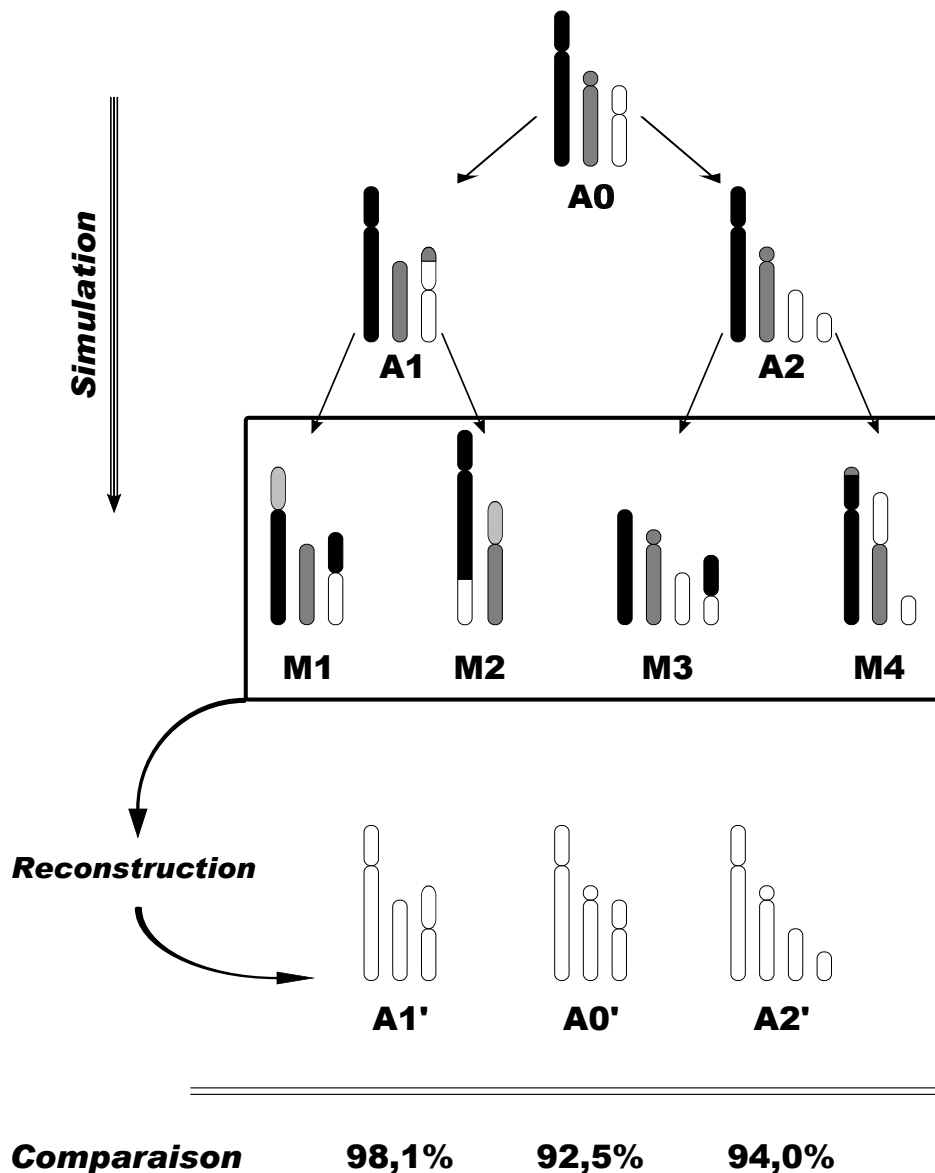 A0
Simulation
A1 A2
M1 M2 M3 M4
Reconstruction
A1' A0' A2'
Comparaison 98,1% 92,5% 94,0%